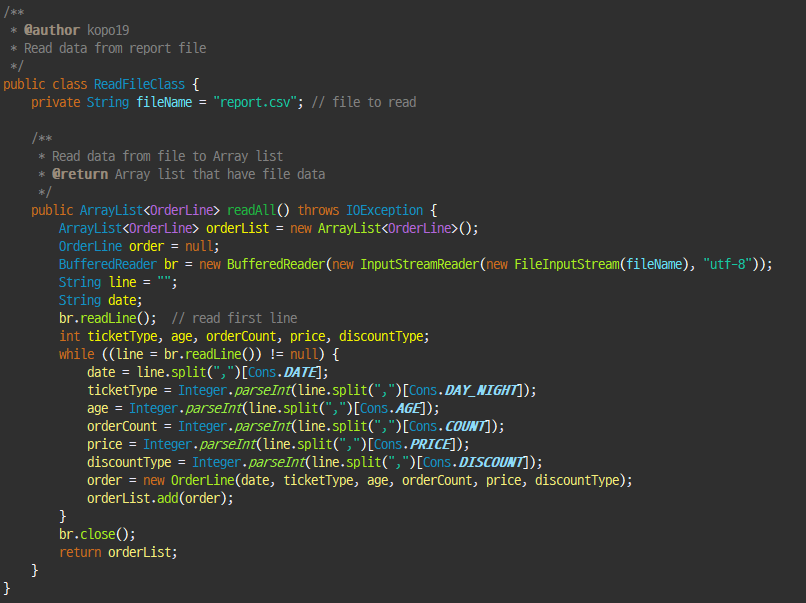 /**
 * @author kopo19
 * Read data from report file
 */
public class ReadFileClass {
    private String fileName = "report.csv"; // file to read

    /**
     * Read data from file to Array list
     * @return Array list that have file data
     */
    public ArrayList<OrderLine> readAll() throws IOException {
        ArrayList<OrderLine> orderList = new ArrayList<OrderLine>();
        OrderLine order = null;
        BufferedReader br = new BufferedReader(new InputStreamReader(new FileInputStream(fileName), "utf-8"));
        String line = "";
        String date;
        br.readLine();  // read first line
        int ticketType, age, orderCount, price, discountType;
        while ((line = br.readLine()) != null) {
            date = line.split(",")[Cons.DATE];
            ticketType = Integer.parseInt(line.split(",")[Cons.DAY_NIGHT]);
            age = Integer.parseInt(line.split(",")[Cons.AGE]);
            orderCount = Integer.parseInt(line.split(",")[Cons.COUNT]);
            price = Integer.parseInt(line.split(",")[Cons.PRICE]);
            discountType = Integer.parseInt(line.split(",")[Cons.DISCOUNT]);
            order = new OrderLine(date, ticketType, age, orderCount, price, discountType);
            orderList.add(order);
        }
        br.close();
        return orderList;
    }
}